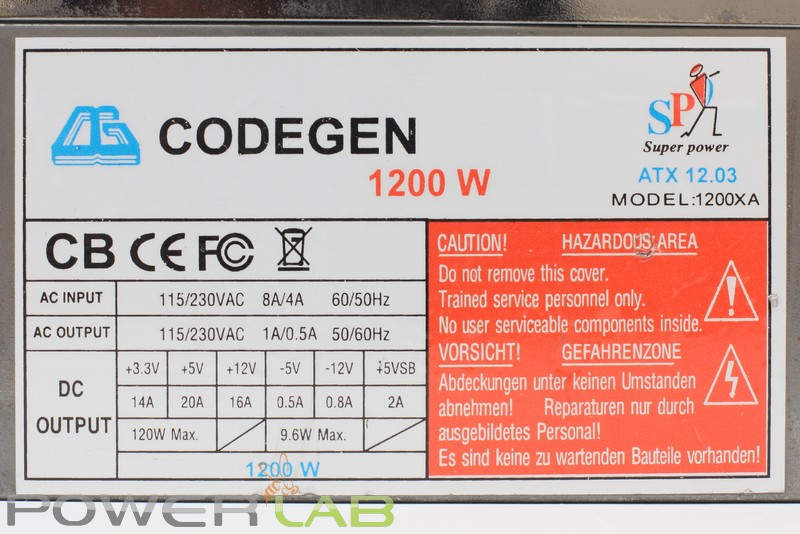 CODEGEN
1200 W
SP
Super power
ATX 12.03
MODEL:1200XA
CB CE FC
AC INPUT 115/230VAC 8A/4A 60/50Hz
AC OUTPUT 115/230VAC 1A/0.5A 50/60Hz
DC OUTPUT
+3.3V +5V +12V -5V -12V +5VSB
14A 20A 16A 0.5A 0.8A 2A
120W Max. 9.6W Max.
1200 W
CAUTION! HAZARDOUS AREA
Do not remove this cover.
Trained service personnel only.
No user serviceable components inside.
VORSICHT! GEFAHRENZONE
Abdeckungen unter keinen Umstanden
abnehmen! Reparaturen nur durch
ausgebildetes Personal!
Es sind keine zu wartenden Bauteile vorhanden!
POWERLAB